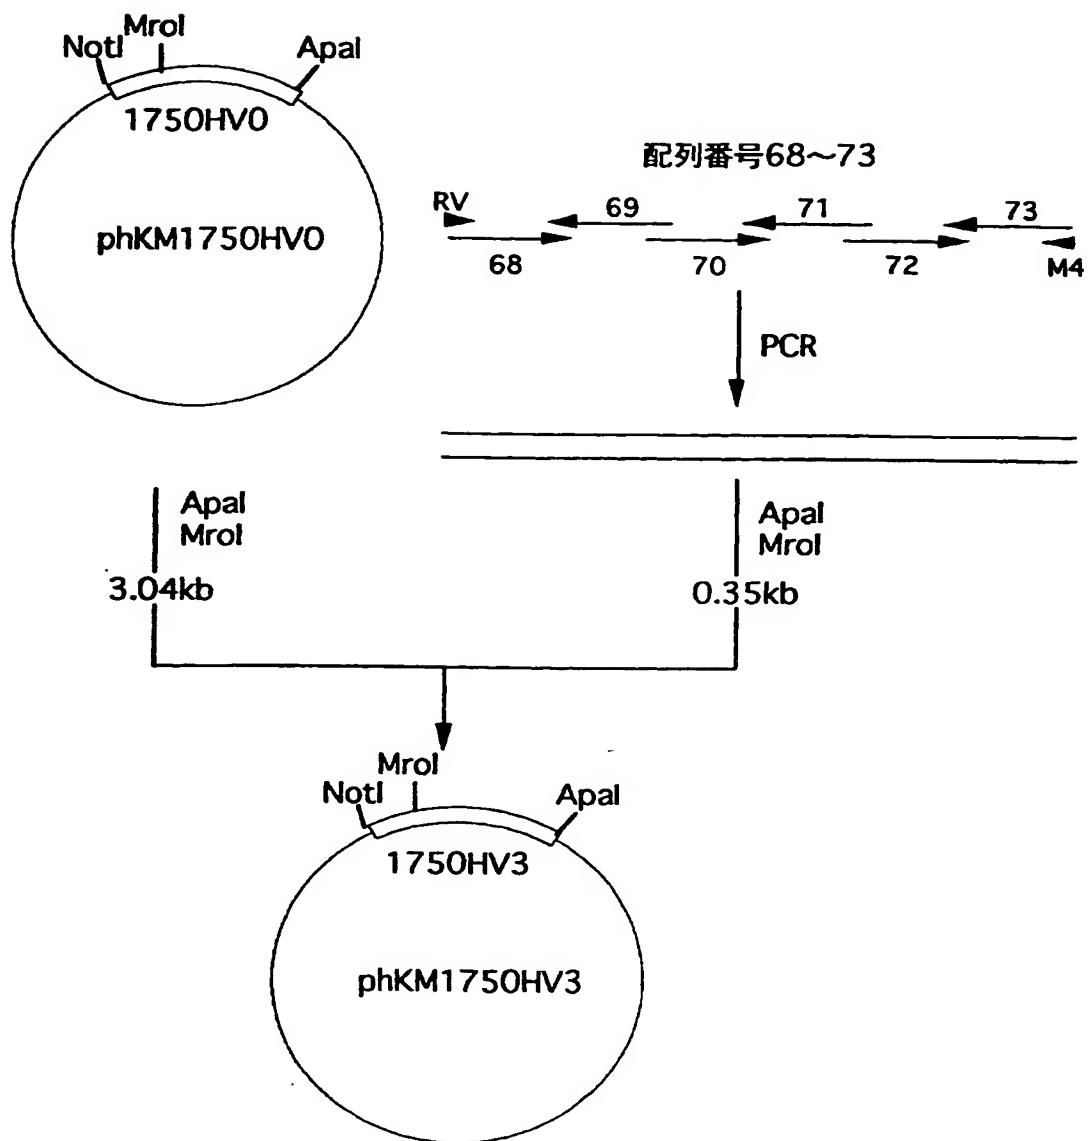 NotI
MroI
ApaI
1750HV0
phKM1750HV0
配列番号68～73
RV
69
71
73
68
70
72
M4
PCR
ApaI
MroI
3.04kb
ApaI
MroI
0.35kb
NotI
MroI
ApaI
1750HV3
phKM1750HV3